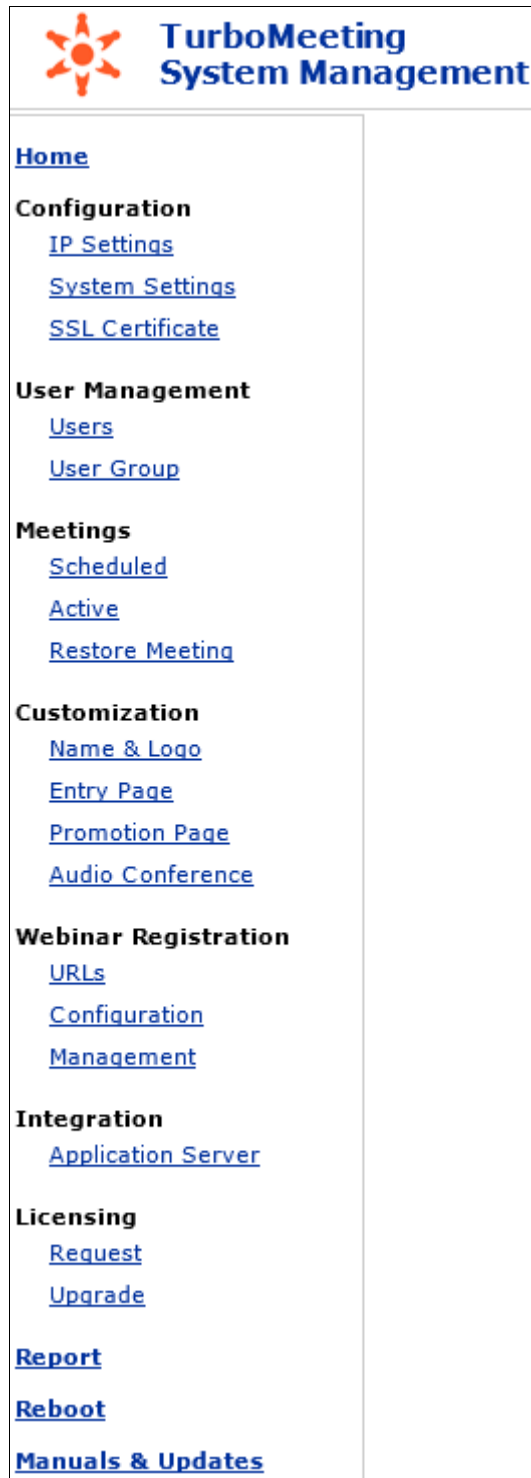 TurboMeeting
System Management
Home
Configuration
IP Settings
System Settings
SSL Certificate
User Management
Users
User Group
Meetings
Scheduled
Active
Restore Meeting
Customization
Name & Logo
Entry Page
Promotion Page
Audio Conference
Webinar Registration
URLs
Configuration
Management
Integration
Application Server
Licensing
Request
Upgrade
Report
Reboot
Manuals & Updates